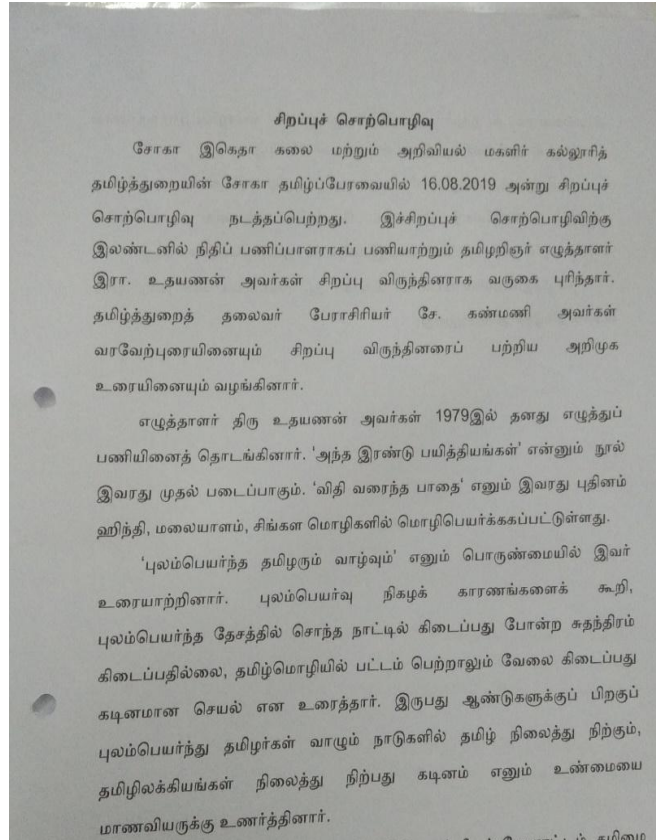 சிறப்புச் சொற்பொழிவு
சோகா இகெதா கலை மற்றும் அறிவியல் மகளிர் கல்லூரித்
தமிழ்த்துறையின் சோகா தமிழ்ப்பேரவையில் 16.08.2019 அன்று சிறப்புச்
சொற்பொழிவு நடத்தப்பெற்றது. இச்சிறப்புச் சொற்பொழிவிற்கு
இலண்டனில் நிதிப் பணிப்பாளராகப் பணியாற்றும் தமிழறிஞர் எழுத்தாளர்
இரா. உதயணன் அவர்கள் சிறப்பு விருந்தினராக வருகை புரிந்தார்.
தமிழ்த்துறைத் தலைவர் பேராசிரியர் சே. கண்மணி அவர்கள்
வரவேற்புரையினையும் சிறப்பு விருந்தினரைப் பற்றிய அறிமுக
உரையினையும் வழங்கினார்.
எழுத்தாளர் திரு உதயணன் அவர்கள் 1979இல் தனது எழுத்துப்
பணியினைத் தொடங்கினார். 'அந்த இரண்டு பயித்தியங்கள்' என்னும் நூல்
இவரது முதல் படைப்பாகும். 'விதி வரைந்த பாதை' எனும் இவரது புதினம்
ஹிந்தி, மலையாளம், சிங்கள மொழிகளில் மொழிபெயர்க்ககப்பட்டுள்ளது.
'புலம்பெயர்ந்த தமிழரும் வாழ்வும்' எனும் பொருண்மையில் இவர்
உரையாற்றினார். புலம்பெயர்வு நிகழக் காரணங்களைக் கூறி,
புலம்பெயர்ந்த தேசத்தில் சொந்த நாட்டில் கிடைப்பது போன்ற சுதந்திரம்
கிடைப்பதில்லை, தமிழ்மொழியில் பட்டம் பெற்றாலும் வேலை கிடைப்பது
கடினமான செயல் என உரைத்தார். இருபது ஆண்டுகளுக்குப் பிறகுப்
புலம்பெயர்ந்து தமிழர்கள் வாழும் நாடுகளில் தமிழ் நிலைத்து நிற்கும்,
தமிழிலக்கியங்கள் நிலைத்து நிற்பது கடினம் எனும் உண்மையை
மாணவியருக்கு உணர்த்தினார்.
தமிழை